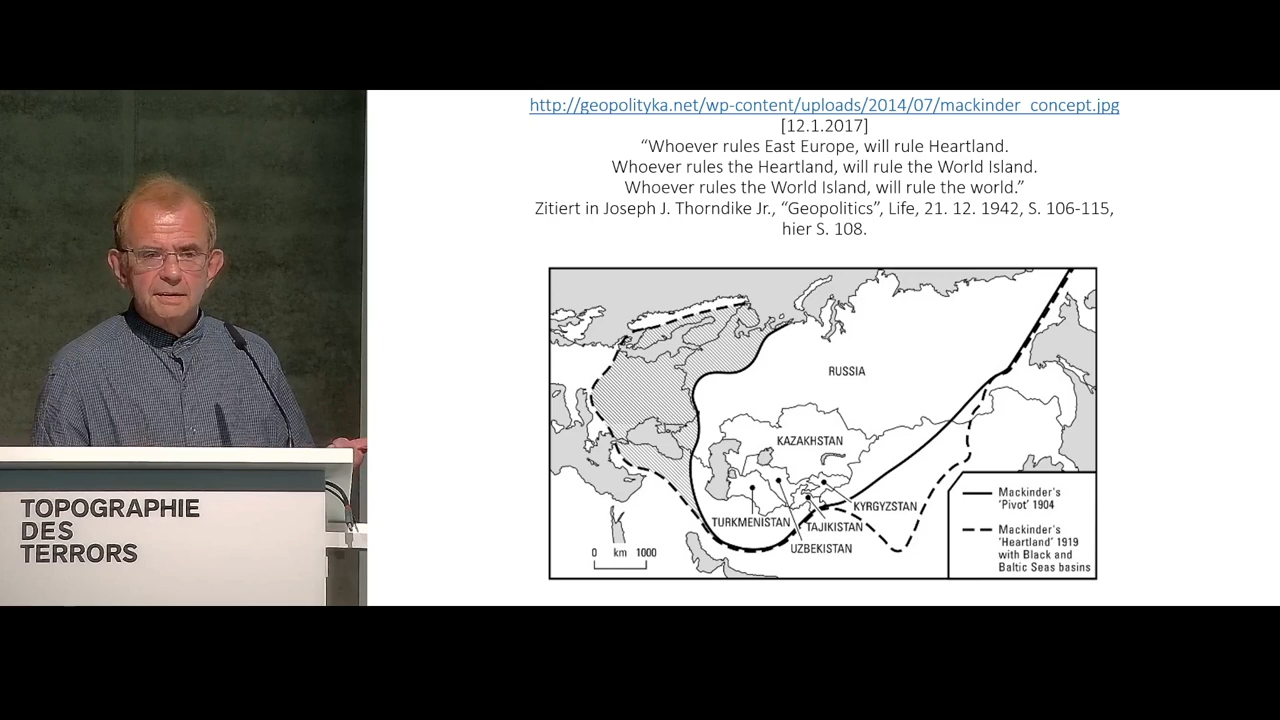 http://geopolityka.net/wp-content/uploads/2014/07/mackinder_concept.jpg
[12.1.2017]
“Whoever rules East Europe, will rule Heartland.
Whoever rules the Heartland, will rule the World Island.
Whoever rules the World Island, will rule the world.”
Zitiert in Joseph J. Thorndike Jr., “Geopolitics”, Life, 21. 12. 1942, S. 106-115,
hier S. 108.
RUSSIA
KAZAKHSTAN
KYRGYZSTAN
TURKMENISTAN
TAJIKISTAN
UZBEKISTAN
0 km 1000
Mackinder's
'Pivot' 1904
Mackinder's
'Heartland' 1919
with Black and
Baltic Seas basins
TOPOGRAPHIE
DES
TERRORS